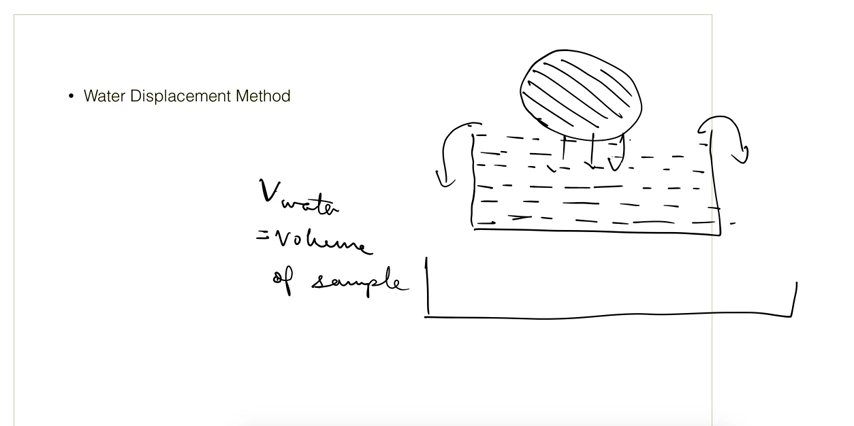 • Water Displacement Method
Vwater
= volume
of sample